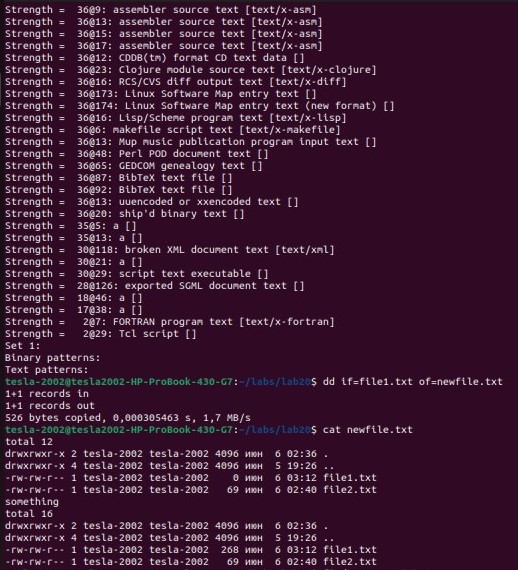 Strength =  36@9: assembler source text [text/x-asm]
Strength =  36@13: assembler source text [text/x-asm]
Strength =  36@15: assembler source text [text/x-asm]
Strength =  36@17: assembler source text [text/x-asm]
Strength =  36@12: CDDB(tm) format CD text data []
Strength =  36@23: Clojure module source text [text/x-clojure]
Strength =  36@16: RCS/CVS diff output text [text/x-diff]
Strength =  36@173: Linux Software Map entry text []
Strength =  36@174: Linux Software Map entry text (new format) []
Strength =  36@16: Lisp/Scheme program text [text/x-lisp]
Strength =  36@6: makefile script text [text/x-makefile]
Strength =  36@13: Mup music publication program input text []
Strength =  36@48: Perl POD document text []
Strength =  36@65: GEDCOM genealogy text []
Strength =  36@87: BibTeX text file []
Strength =  36@92: BibTeX text file []
Strength =  36@13: uuencoded or xxencoded text []
Strength =  36@20: ship'd binary text []
Strength =  35@5: a []
Strength =  35@13: a []
Strength =  30@118: broken XML document text [text/xml]
Strength =  30@21: a []
Strength =  30@29: script text executable []
Strength =  28@126: exported SGML document text []
Strength =  18@46: a []
Strength =  17@38: a []
Strength =   2@7: FORTRAN program text [text/x-fortran]
Strength =   2@29: Tcl script []
Set 1:
Binary patterns:
Text patterns:
tesla-2002@tesla2002-HP-ProBook-430-G7:~/labs/lab20$ dd if=file1.txt of=newfile.txt
1+1 records in
1+1 records out
526 bytes copied, 0,000305463 s, 1,7 MB/s
tesla-2002@tesla2002-HP-ProBook-430-G7:~/labs/lab20$ cat newfile.txt
total 12
drwxrwxr-x 2 tesla-2002 tesla-2002 4096 июн  6 02:36 .
drwxrwxr-x 4 tesla-2002 tesla-2002 4096 июн  5 19:26 ..
-rw-rw-r-- 1 tesla-2002 tesla-2002    0 июн  6 03:12 file1.txt
-rw-rw-r-- 1 tesla-2002 tesla-2002   69 июн  6 02:40 file2.txt
something
total 16
drwxrwxr-x 2 tesla-2002 tesla-2002 4096 июн  6 02:36 .
drwxrwxr-x 4 tesla-2002 tesla-2002 4096 июн  5 19:26 ..
-rw-rw-r-- 1 tesla-2002 tesla-2002  268 июн  6 03:12 file1.txt
-rw-rw-r-- 1 tesla-2002 tesla-2002   69 июн  6 02:40 file2.txt